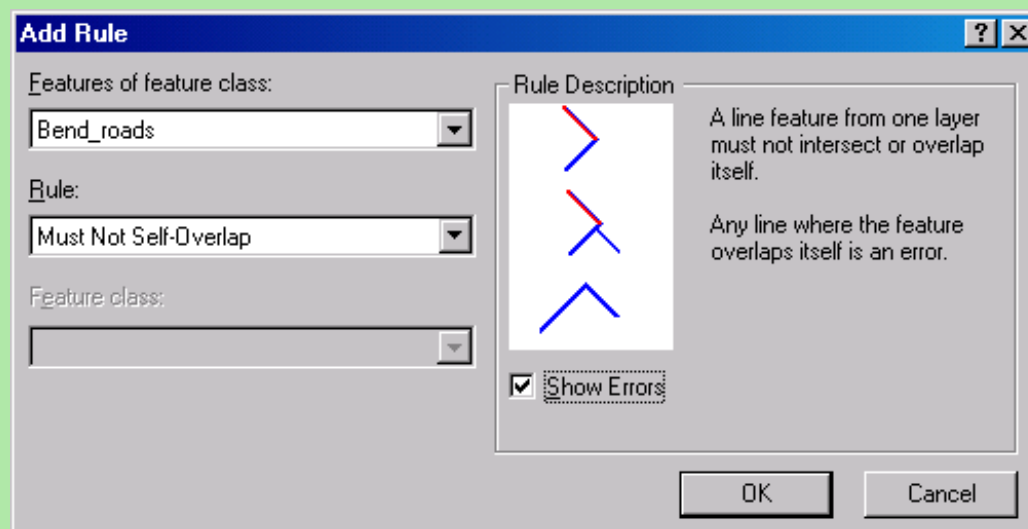 Add Rule
Features of feature class:
Bend_roads
Rule:
Must Not Self-Overlap
Feature class:
Rule Description
A line feature from one layer
must not intersect or overlap
itself.
Any line where the feature
overlaps itself is an error.
Show Errors
OK
Cancel